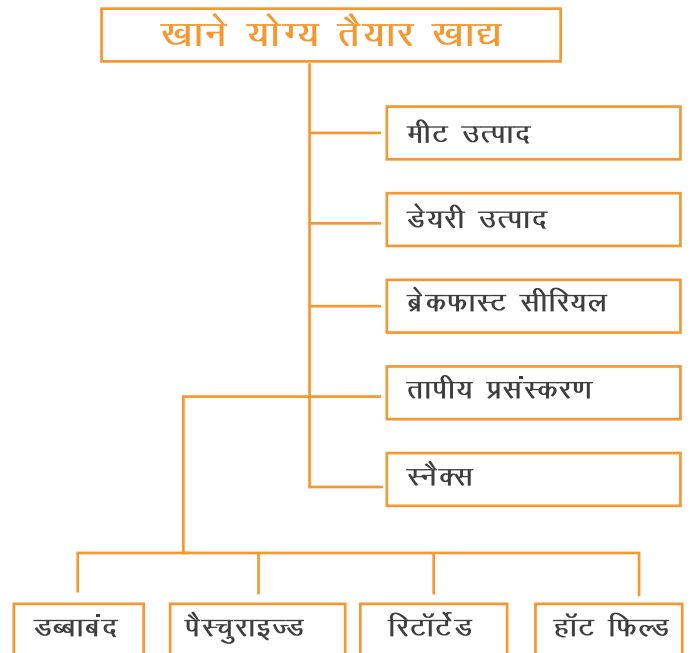 खाने योग्य तैयार खाद्य
मीट उत्पाद
डेयरी उत्पाद
ब्रेकफास्ट सीरियल
तापीय प्रसंस्करण
स्नैक्स
डब्बाबंद
पैस्चुराइज्ड
रिटॉर्टेड
हॉट फिल्ड